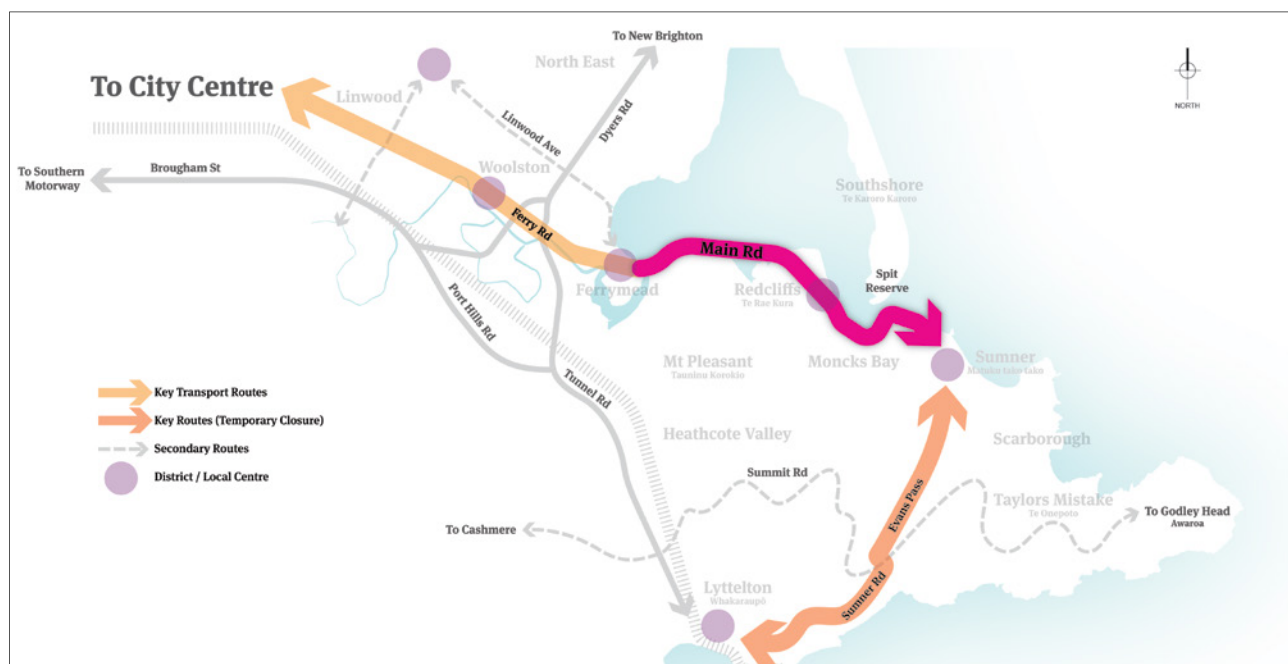 To New Brighton
North East
To City Centre
Linwood
Linwood Ave
Dyers Rd
NORTH
Woolston
To Southern
Motorway
Brougham St
Southshore
Te Karoro Karoro
Ferry Rd
Main Rd
Spit
Reserve
Ferrymead
Redcliffs
Te Rae Kura
Port Hills Rd
Mt Pleasant
Moncks Bay
Sumner
Tunnel Rd
Key Transport Routes
Key Routes (Temporary Closure)
Secondary Routes
District / Local Centre
Heathcote Valley
Scarborough
Summit Rd
Evans Pass
Taylors Mistake
Te Onepoto
To Godley Head
Awaroa
To Cashmere
Lyttelton
Whakaraupō
Sumner Rd